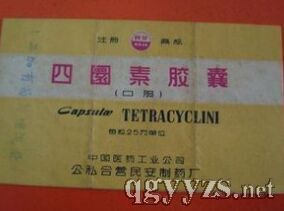 注册 商标
四圜素胶囊
(口服)
Capsulæ TETRACYCLINI
每粒25万单位
中国医药工业公司
公私合营民安制药厂
qgyyzs.net